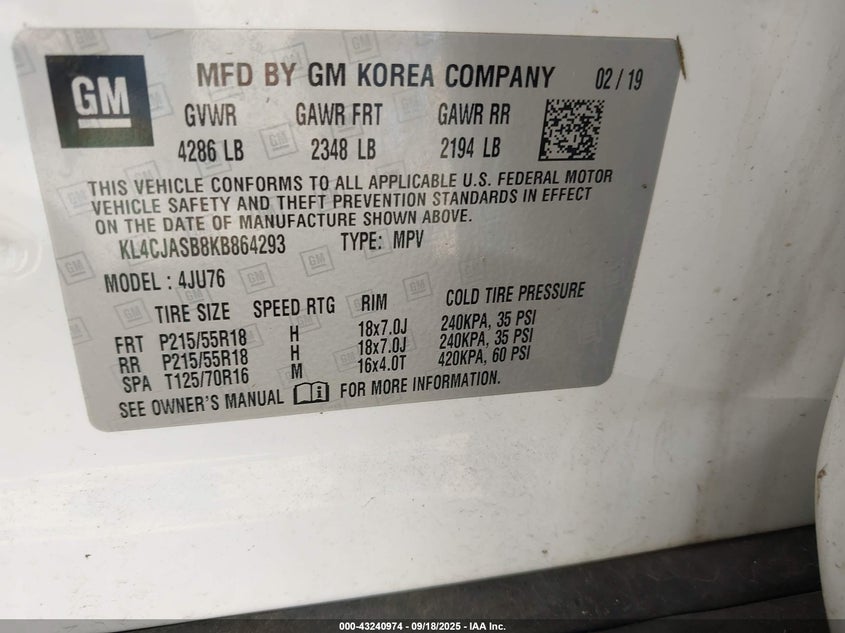 GM
MFD BY GM KOREA COMPANY 02 / 19
GVWR GAWR FRT GAWR RR
4286 LB 2348 LB 2194 LB
THIS VEHICLE CONFORMS TO ALL APPLICABLE U.S. FEDERAL MOTOR
VEHICLE SAFETY AND THEFT PREVENTION STANDARDS IN EFFECT
ON THE DATE OF MANUFACTURE SHOWN ABOVE.
KL4CJASB8KB864293 TYPE: MPV
MODEL : 4JU76
TIRE SIZE SPEED RTG RIM COLD TIRE PRESSURE
FRT P215/55R18 H 18x7.0J 240KPA, 35 PSI
RR P215/55R18 H 18x7.0J 240KPA, 35 PSI
SPA T125/70R16 M 16x4.0T 420KPA, 60 PSI
SEE OWNER'S MANUAL FOR MORE INFORMATION.
000-43240974 - 09/18/2025 - IAA Inc.